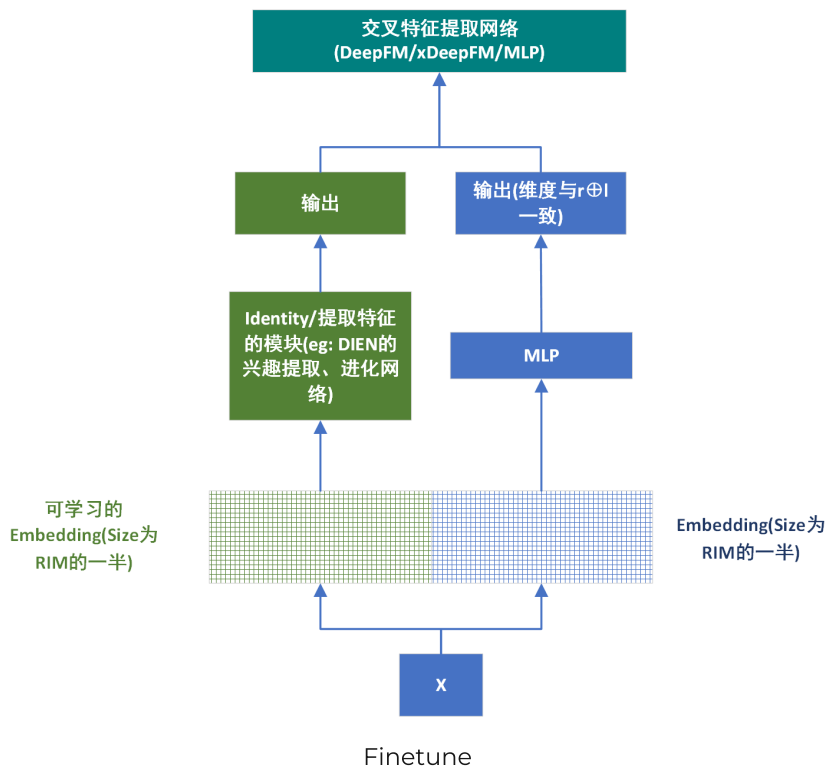 交叉特征提取网络
(DeepFM/xDeepFM/MLP)
输出
输出(维度与r⊕l
一致)
Identity/提取特征
的模块(eg: DIEN的
兴趣提取、进化网
络)
MLP
可学习的
Embedding(Size为
RIM的一半)
Embedding(Size为
RIM的一半)
X
Finetune